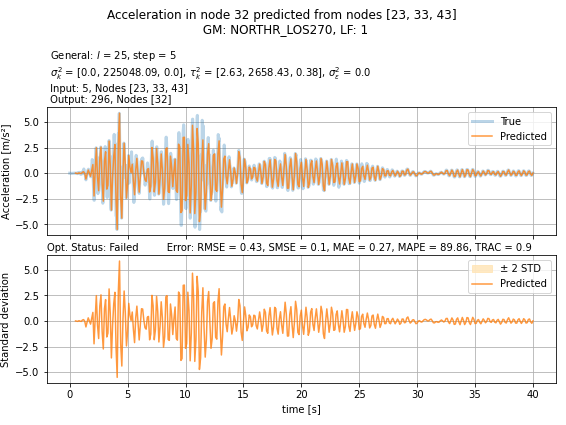 Acceleration in node 32 predicted from nodes [23, 33, 43]
GM: NORTHR_LOS270, LF: 1
General: l = 25, step = 5
σ²ₖ = [0.0, 225048.09, 0.0], τ²ₖ = [2.63, 2658.43, 0.38], σ²ε = 0.0
Input: 5, Nodes [23, 33, 43]
Output: 296, Nodes [32]
Acceleration [m/s²]
5.0
2.5
0.0
−2.5
−5.0
True
Predicted
Opt. Status: Failed Error: RMSE = 0.43, SMSE = 0.1, MAE = 0.27, MAPE = 89.86, TRAC = 0.9
Standard deviation
5.0
2.5
0.0
−2.5
−5.0
± 2 STD
Predicted
0 5 10 15 20 25 30 35 40
time [s]